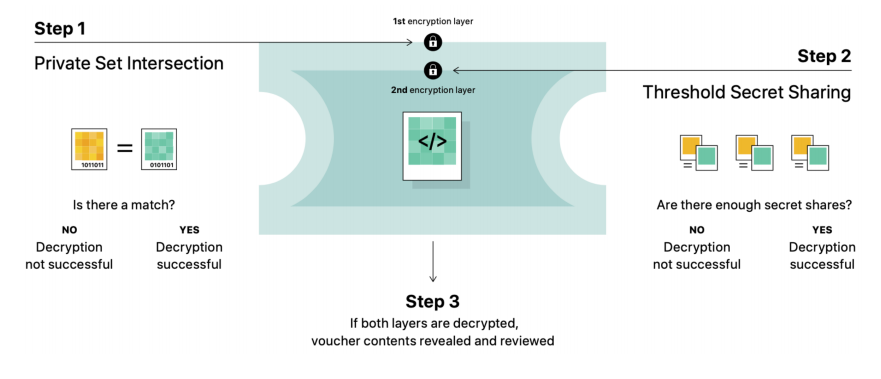 Step 1
Private Set Intersection
1011011
=
0101101
Is there a match?
NO
Decryption
not successful
YES
Decryption
successful
1st encryption layer
2nd encryption layer
</>
Step 2
Threshold Secret Sharing
= = =
Are there enough secret shares?
NO
Decryption
not successful
YES
Decryption
successful
Step 3
If both layers are decrypted,
voucher contents revealed and reviewed